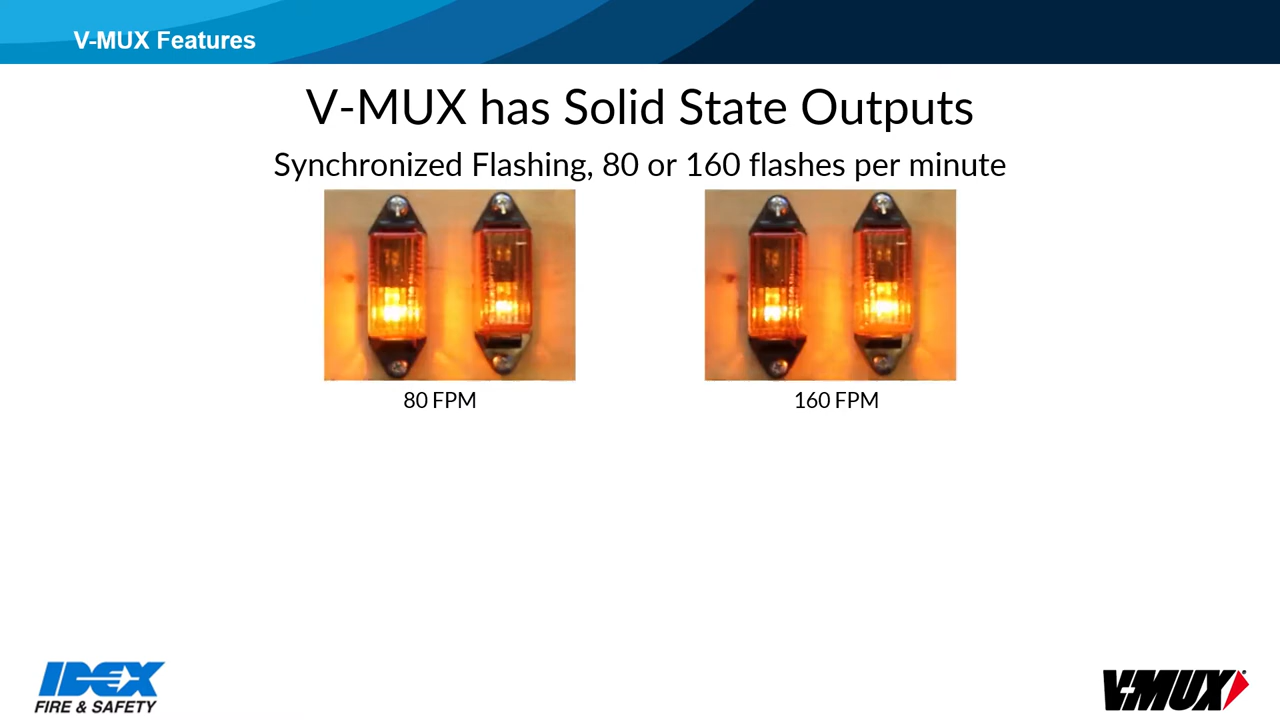 V-MUX Features
V-MUX has Solid State Outputs
Synchronized Flashing, 80 or 160 flashes per minute
80 FPM
160 FPM
IDEX
FIRE & SAFETY
V-MUX